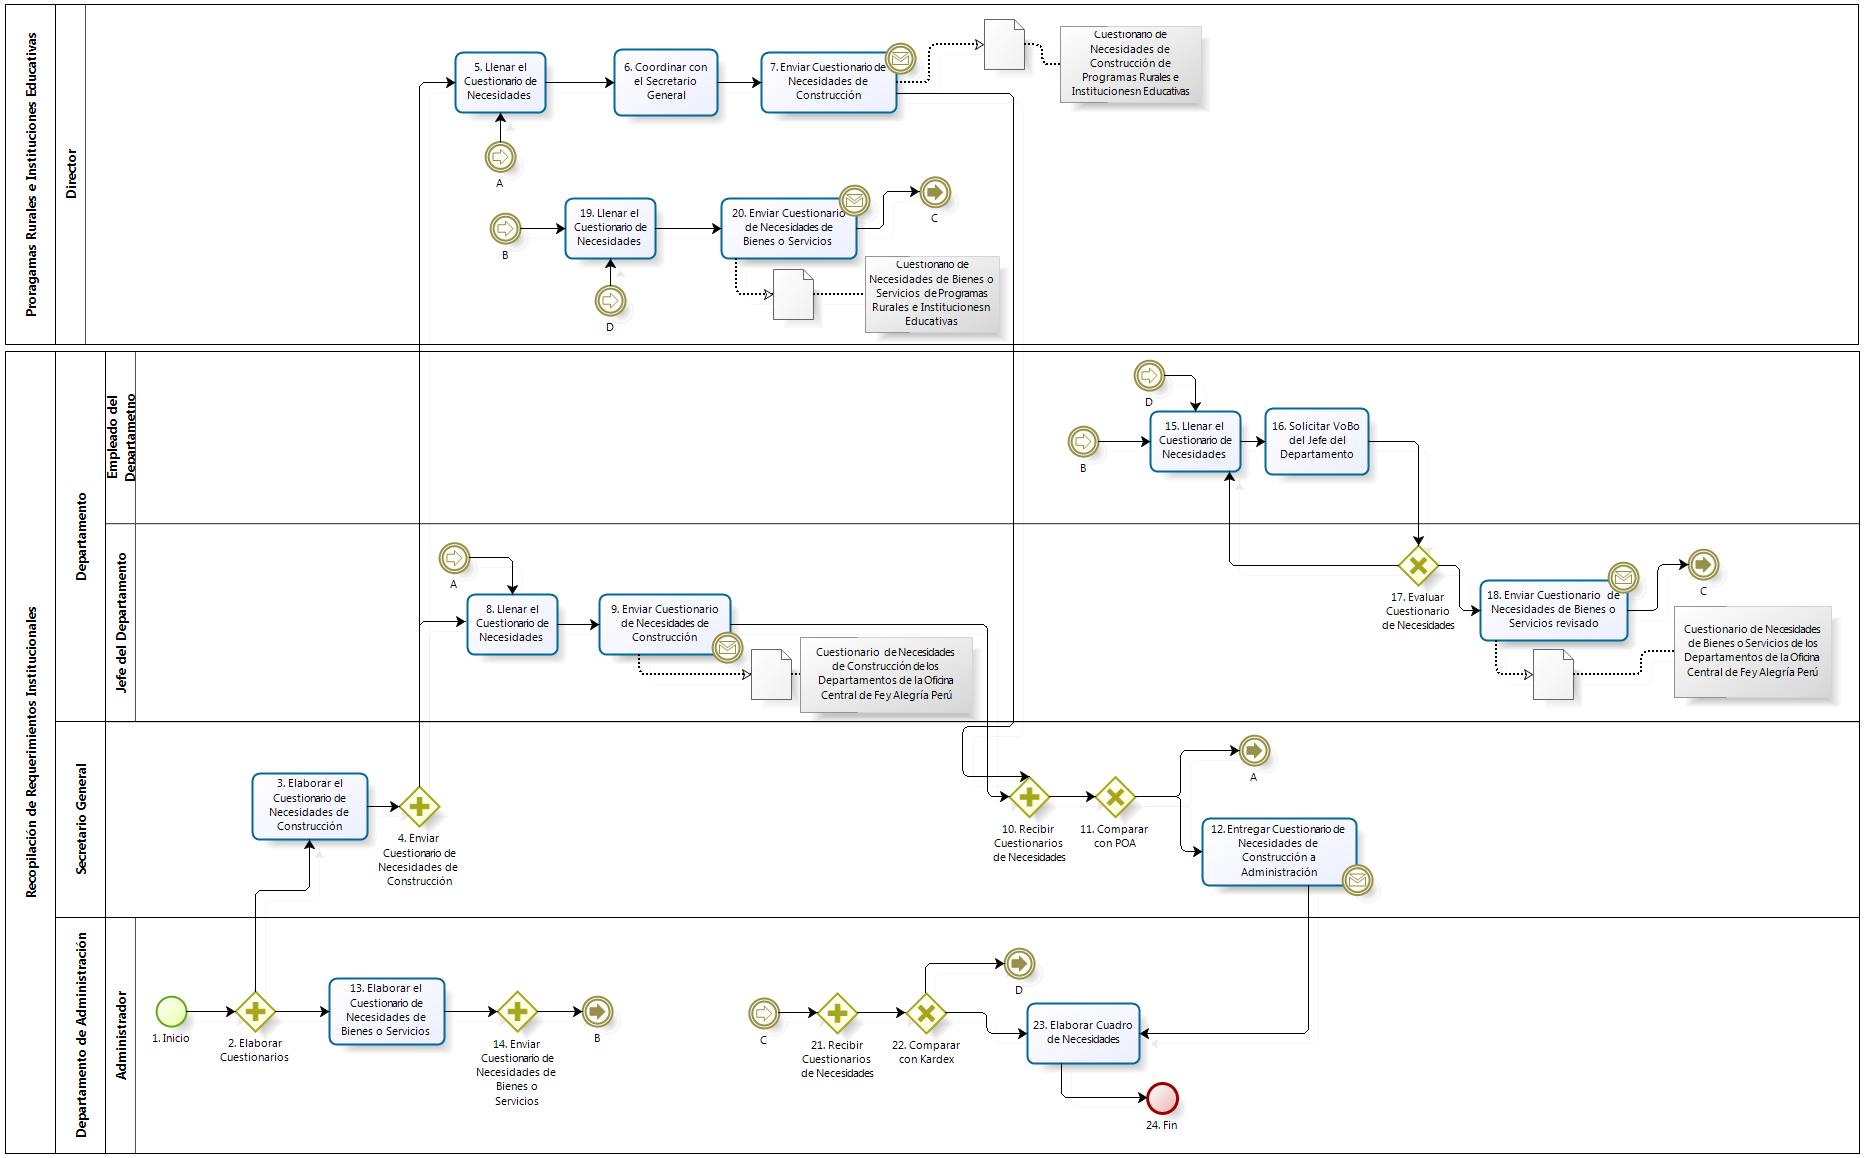 Proragamas Rurales e Instituciones Educativas
Director
5. Llenar el
Cuestionario de
Necesidades
6. Coordinar con
el Secretario
General
7. Enviar Cuestionario de
Necesidades de
Construcción
Cuestionario de
Necesidades de
Construcción de
Programas Rurales e
Institucionesn Educativas
A
B
19. Llenar el
Cuestionario de
Necesidades
20. Enviar Cuestionario
de Necesidades de
Bienes o Servicios
C
D
Cuestionario de
Necesidades de Bienes o
Servicios de Programas
Rurales e Institucionesn
Educativas
Recopilación de Requerimientos Institucionales
Departamento
Empleado del
Departametno
D
B
15. Llenar el
Cuestionario de
Necesidades
16. Solicitar VoBo
del Jefe del
Departamento
Jefe del Departamento
A
8. Llenar el
Cuestionario de
Necesidades
9. Enviar Cuestionario
de Necesidades de
Construcción
Cuestionario de Necesidades
de Construcción de los
Departamentos de la Oficina
Central de Fe y Alegría Perú
17. Evaluar
Cuestionario
de Necesidades
18. Enviar Cuestionario de
Necesidades de Bienes o
Servicios revisado
C
Cuestionario de Necesidades
de Bienes o Servicios de los
Departamentos de la Oficina
Central de Fe y Alegría Perú
Secretario General
3. Elaborar el
Cuestionario de
Necesidades de
Construcción
4. Enviar
Cuestionario de
Necesidades de
Construcción
10. Recibir
Cuestionarios
de Necesidades
11. Comparar
con POA
A
12. Entregar Cuestionario de
Necesidades de
Construcción a
Administración
Departamento de Administración
Administrador
1. Inicio
2. Elaborar
Cuestionarios
13. Elaborar el
Cuestionario de
Necesidades de
Bienes o Servicios
14. Enviar
Cuestionario de
Necesidades de
Bienes o
Servicios
B
C
21. Recibir
Cuestionarios
de Necesidades
22. Comparar
con Kardex
D
23. Elaborar Cuadro
de Necesidades
24. Fin